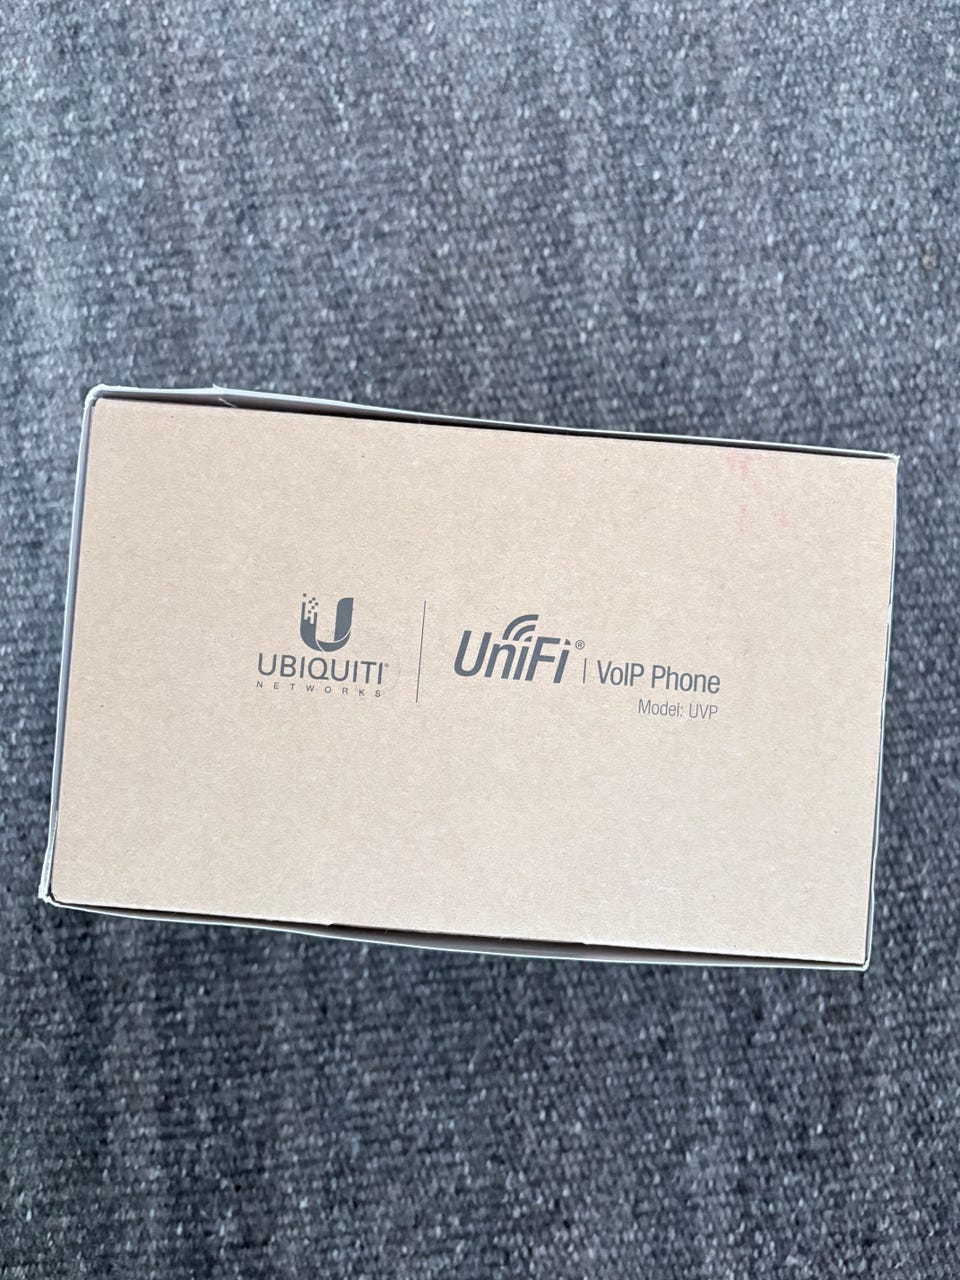 UBIQUITI
NETWORKS
UniFi® | VoIP Phone
Model: UVP